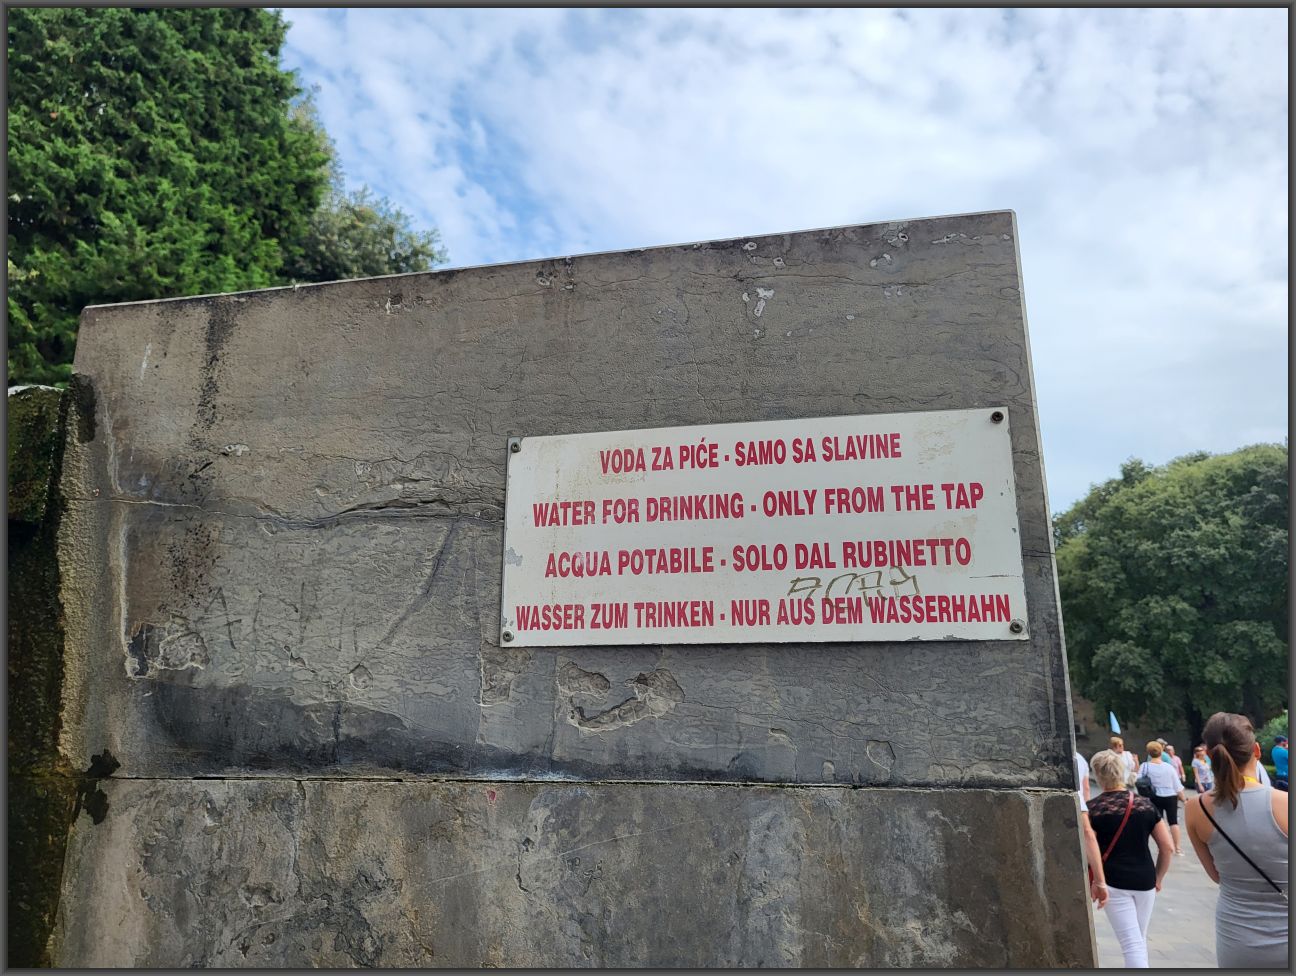 VODA ZA PIĆE - SAMO SA SLAVINE
WATER FOR DRINKING - ONLY FROM THE TAP
ACQUA POTABILE - SOLO DAL RUBINETTO
WASSER ZUM TRINKEN - NUR AUS DEM WASSERHAHN